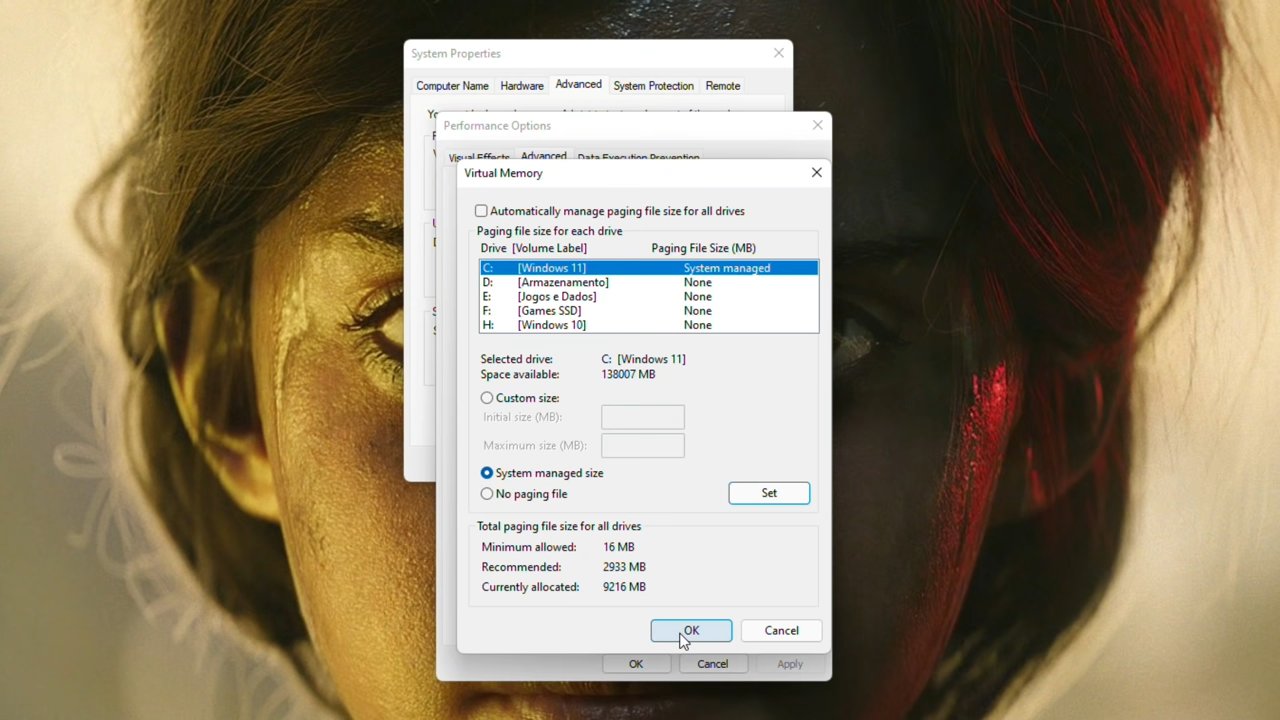 System Properties
Computer Name Hardware Advanced System Protection Remote
Performance Options
Visual Effects Advanced Data Execution Prevention
Virtual Memory
Automatically manage paging file size for all drives
Paging file size for each drive
Drive [Volume Label] Paging File Size (MB)
C: [Windows 11] System managed
D: [Armazenamento] None
E: [Jogos e Dados] None
F: [Games SSD] None
H: [Windows 10] None
Selected drive: C: [Windows 11]
Space available: 138007 MB
Custom size:
Initial size (MB):
Maximum size (MB):
System managed size
No paging file
Set
Total paging file size for all drives
Minimum allowed: 16 MB
Recommended: 2933 MB
Currently allocated: 9216 MB
OK Cancel
OK Cancel Apply